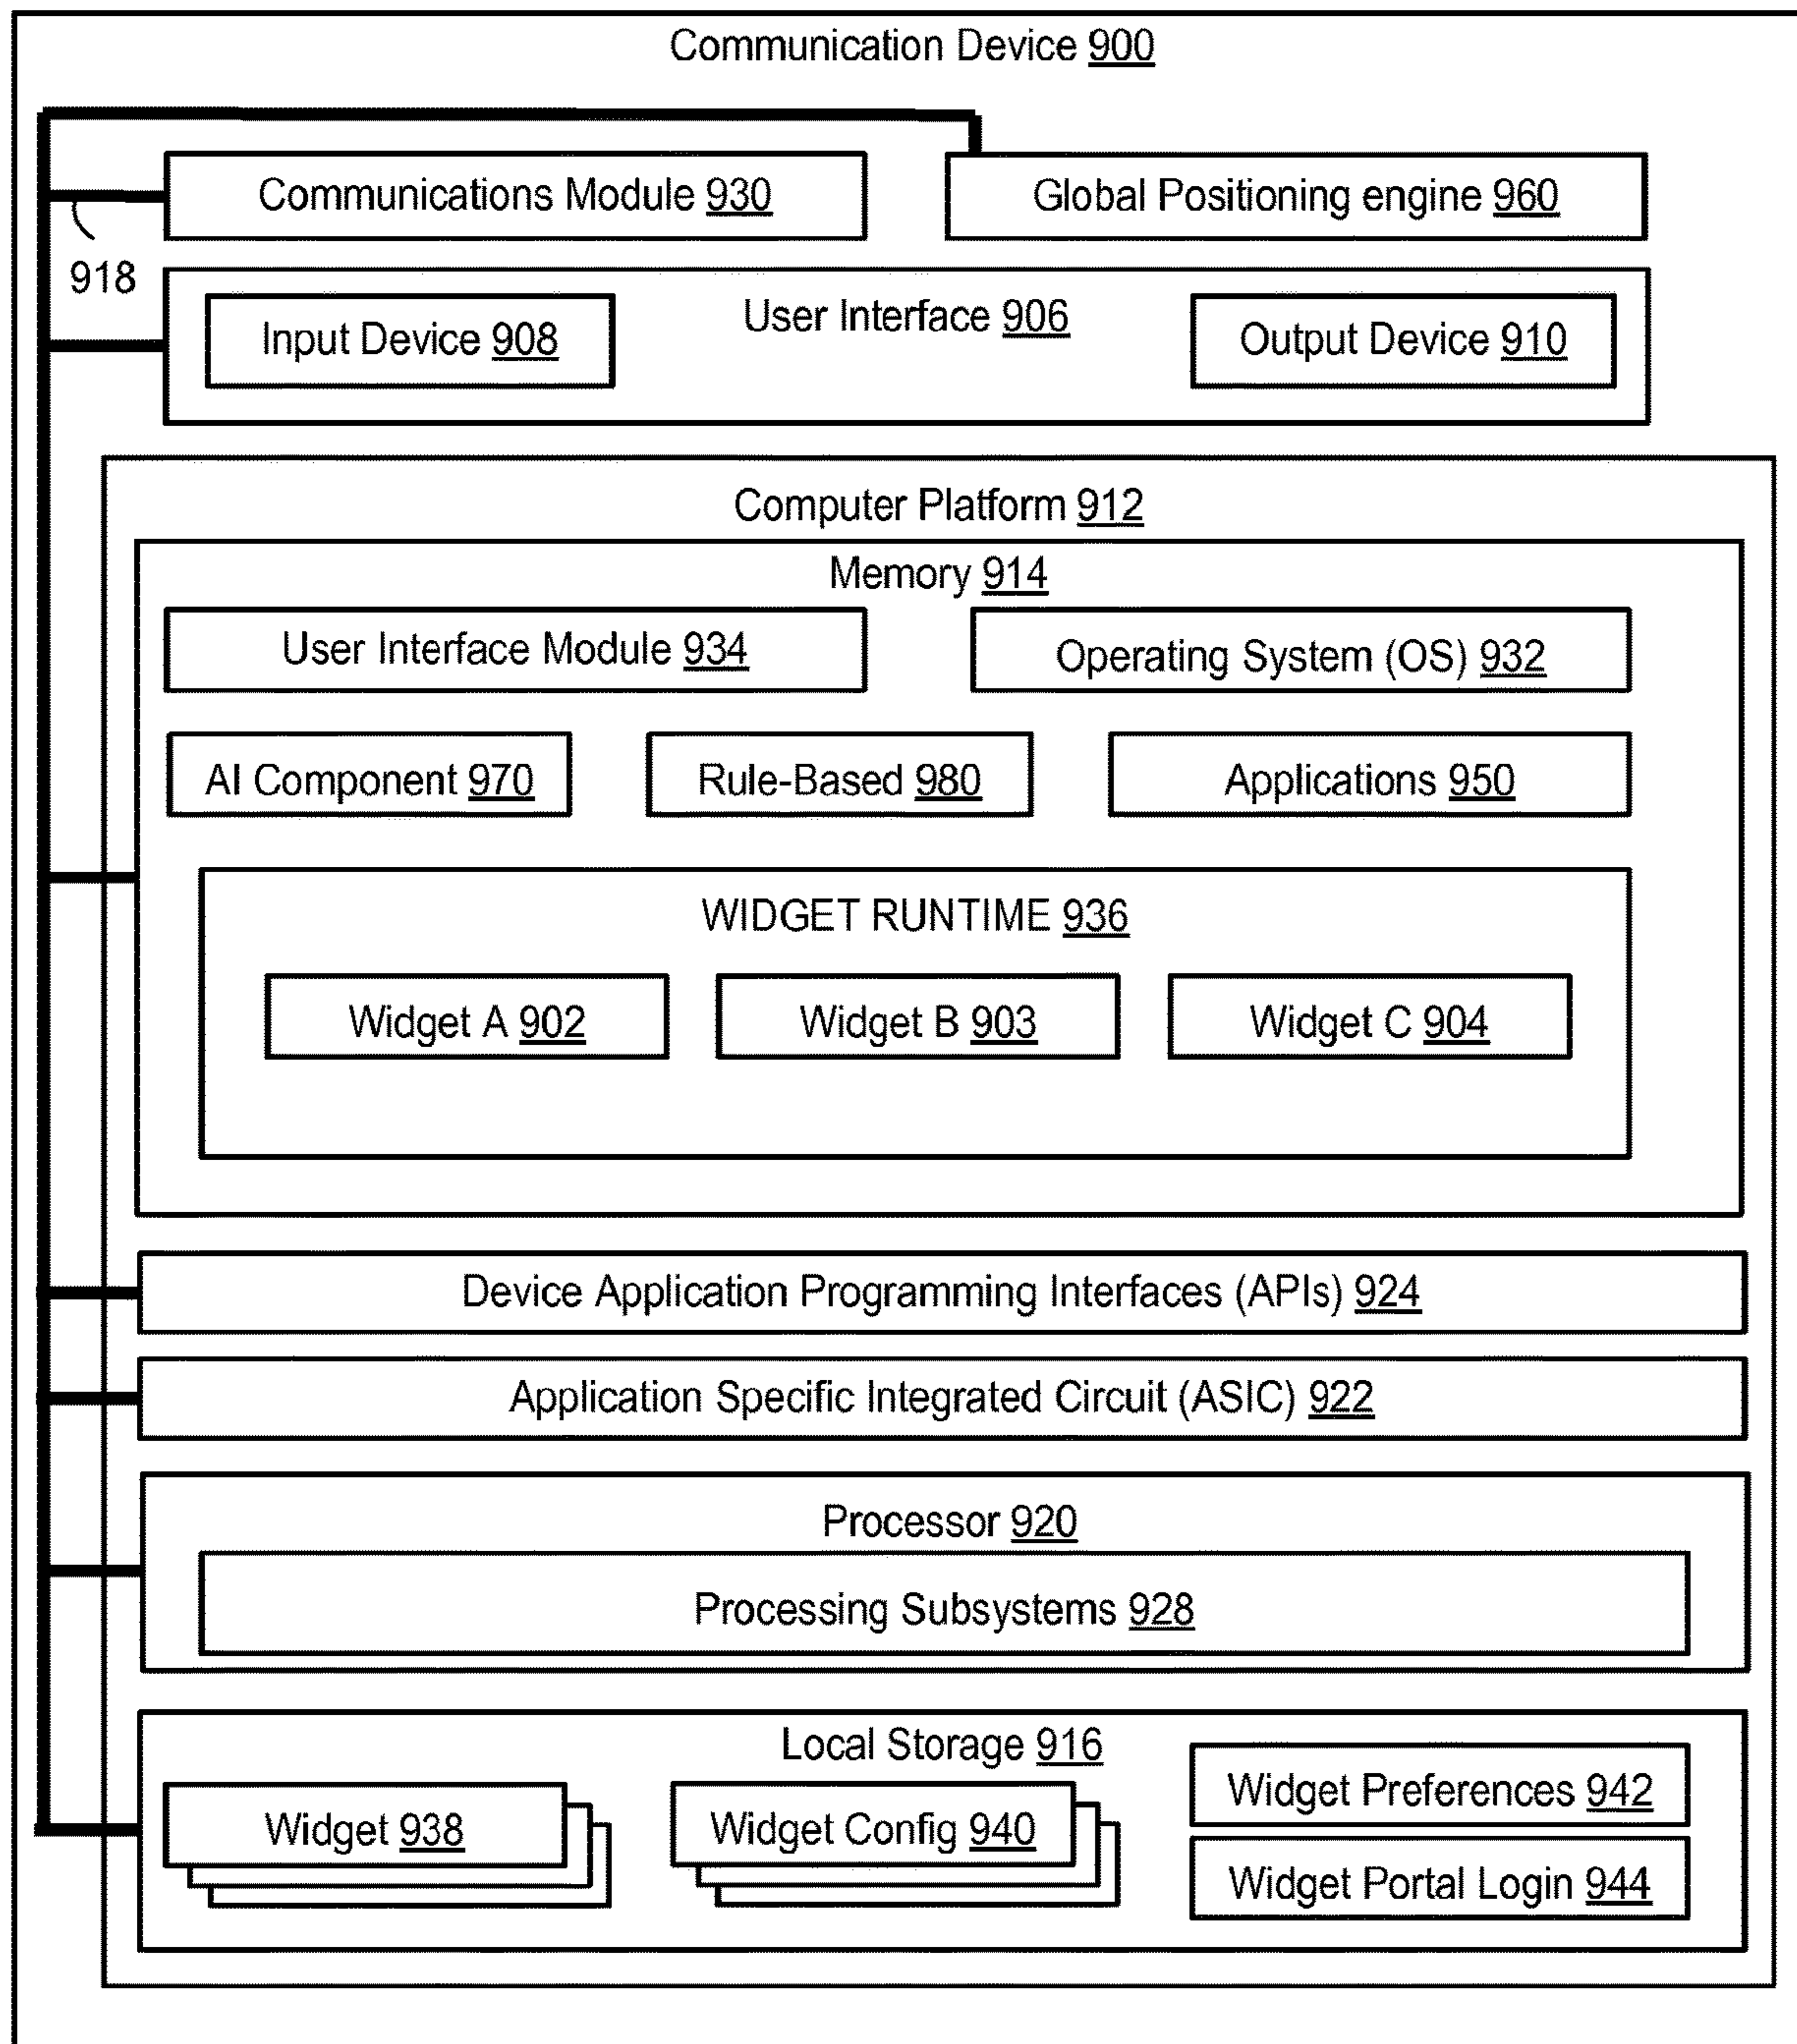 Communication Device 900
Communications Module 930
Global Positioning engine 960
918
Input Device 908
User Interface 906
Output Device 910
Computer Platform 912
Memory 914
User Interface Module 934
Operating System (OS) 932
AI Component 970
Rule-Based 980
Applications 950
WIDGET RUNTIME 936
Widget A 902
Widget B 903
Widget C 904
Device Application Programming Interfaces (APIs) 924
Application Specific Integrated Circuit (ASIC) 922
Processor 920
Processing Subsystems 928
Local Storage 916
Widget 938
Widget Config 940
Widget Preferences 942
Widget Portal Login 944